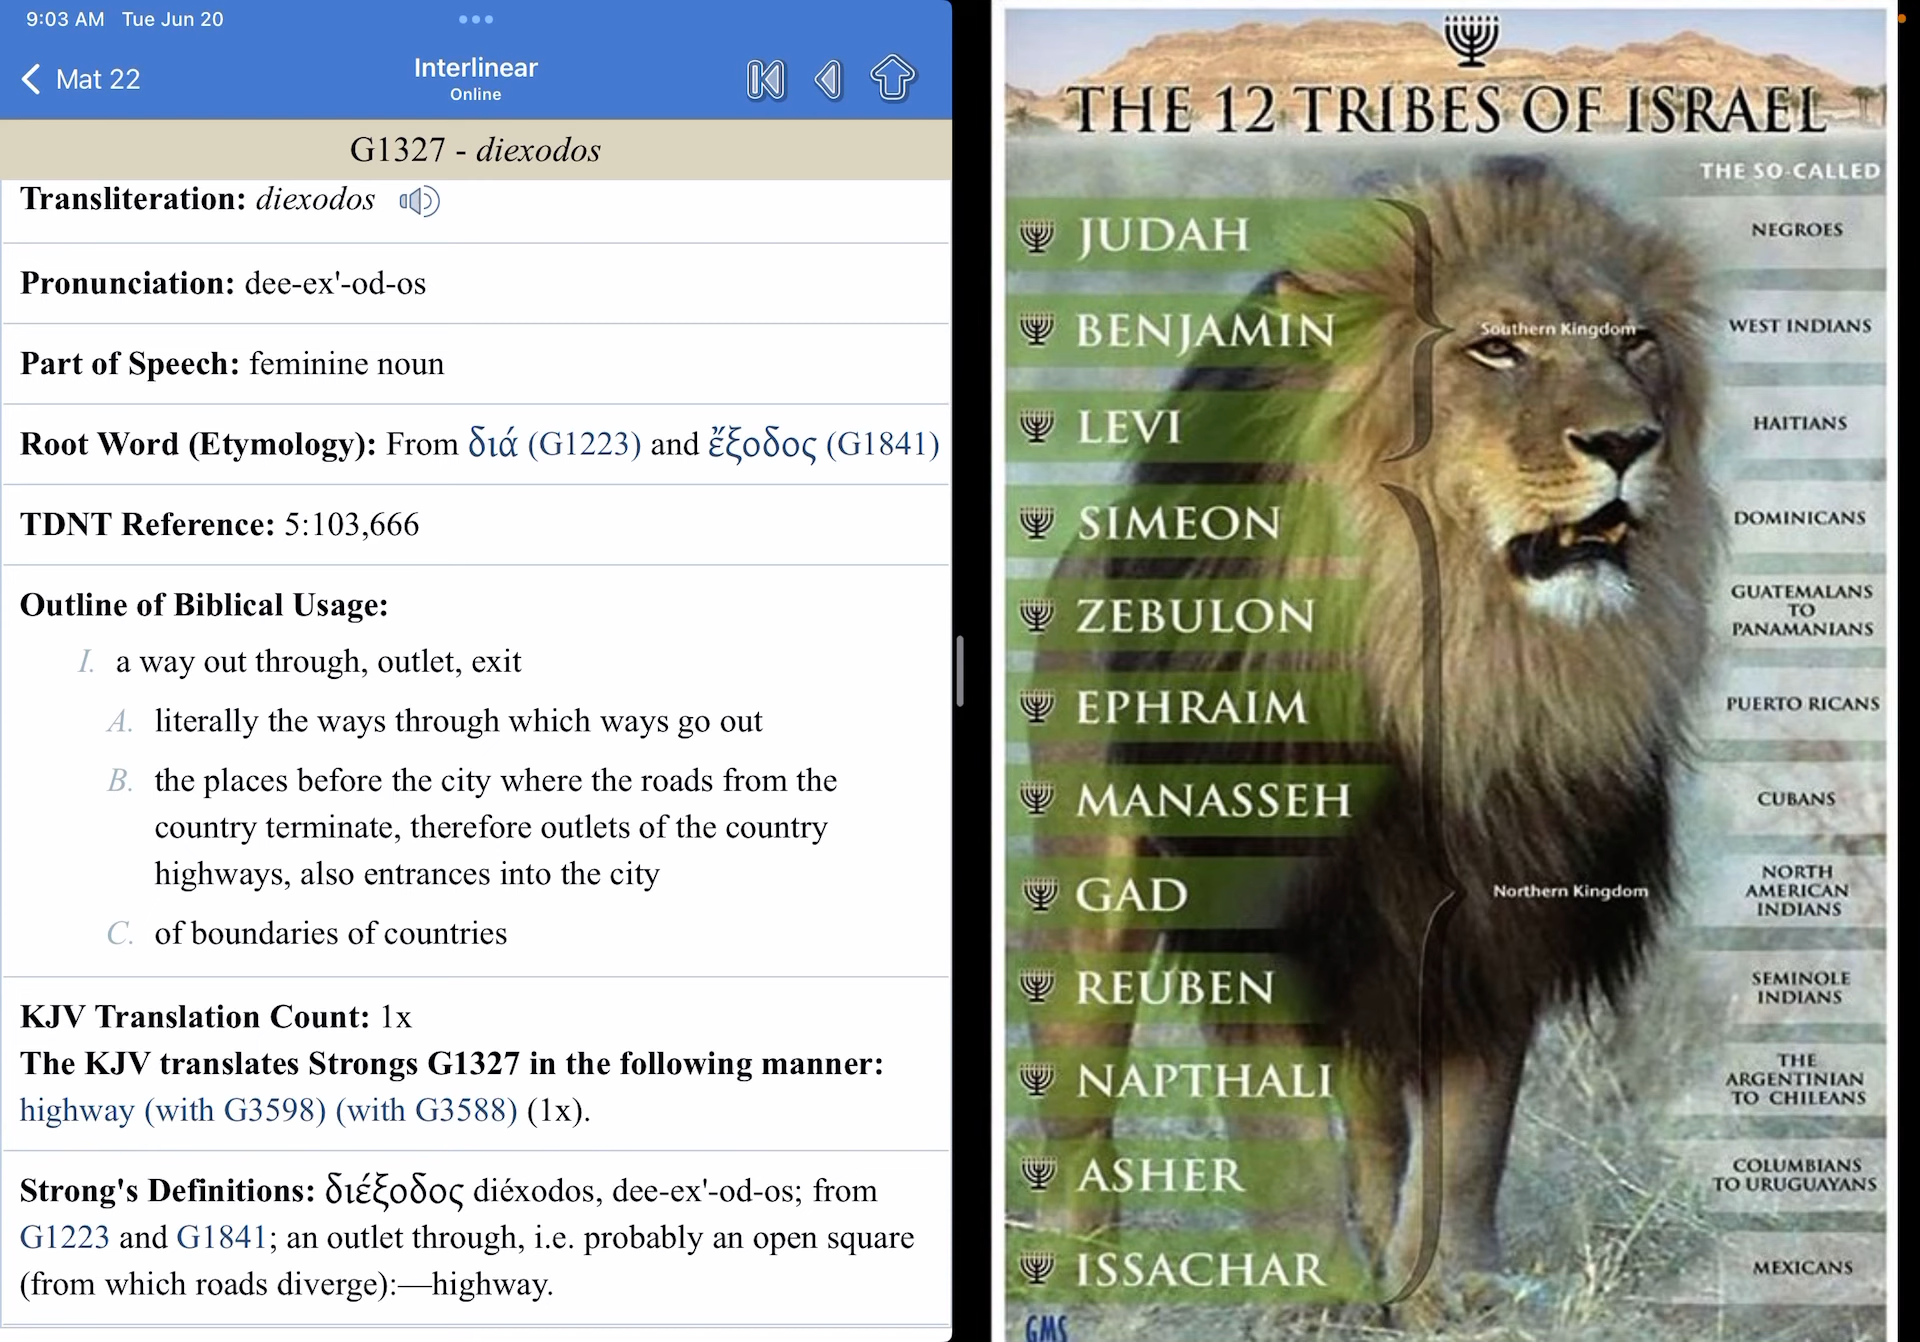 9:03 AM Tue Jun 20
Mat 22
Interlinear
Online
G1327 - diexodos
Transliteration: diexodos
Pronunciation: dee-ex'-od-os
Part of Speech: feminine noun
Root Word (Etymology): From διά (G1223) and ἔξοδος (G1841)
TDNT Reference: 5:103,666
Outline of Biblical Usage:
I. a way out through, outlet, exit
A. literally the ways through which ways go out
B. the places before the city where the roads from the
country terminate, therefore outlets of the country
highways, also entrances into the city
C. of boundaries of countries
KJV Translation Count: 1x
The KJV translates Strongs G1327 in the following manner:
highway (with G3598) (with G3588) (1x).
Strong's Definitions: διέξοδος diéxodos, dee-ex'-od-os; from
G1223 and G1841; an outlet through, i.e. probably an open square
(from which roads diverge):—highway.
THE 12 TRIBES OF ISRAEL
THE SO-CALLED
JUDAH
NEGROES
BENJAMIN
Southern Kingdom
WEST INDIANS
LEVI
HAITIANS
SIMEON
DOMINICANS
ZEBULON
GUATEMALANS
TO
PANAMANIANS
EPHRAIM
PUERTO RICANS
MANASSEH
CUBANS
GAD
Northern Kingdom
NORTH
AMERICAN
INDIANS
REUBEN
SEMINOLE
INDIANS
NAPTHALI
THE
ARGENTINIAN
TO CHILEANS
ASHER
COLUMBIANS
TO URUGUAYANS
ISSACHAR
MEXICANS
GMS